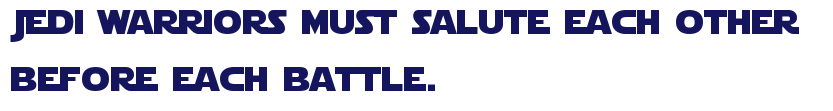 JEDI WARRIORS MUST SALUTE EACH OTHER
BEFORE EACH BATTLE.